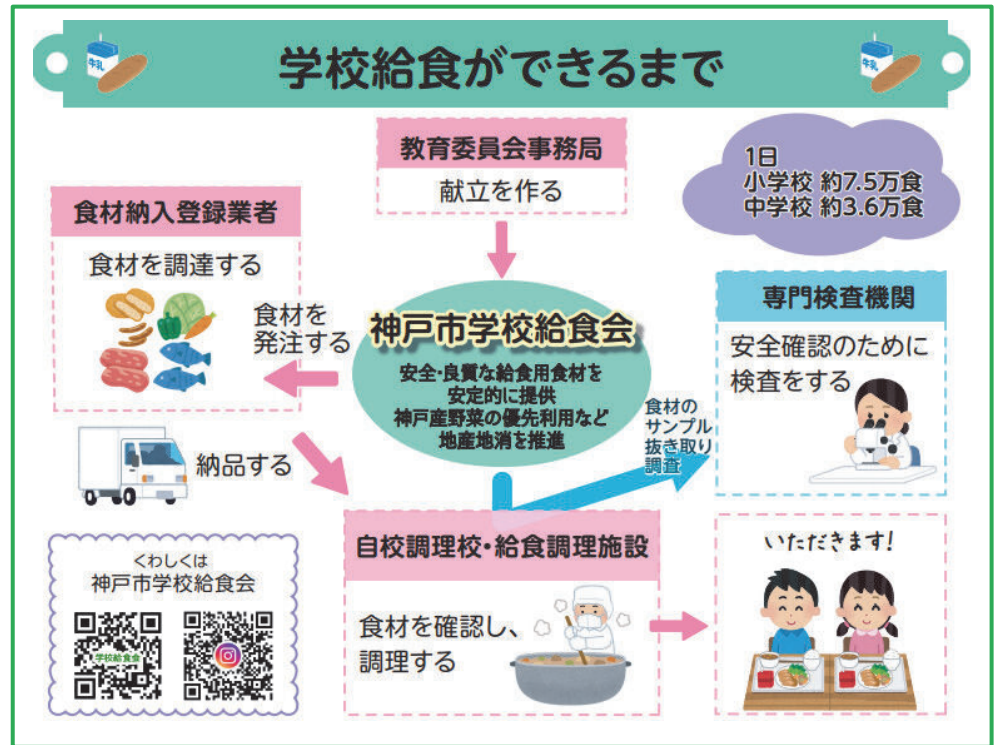 学校給食ができるまで
牛乳
牛乳
教育委員会事務局
献立を作る
1日
小学校 約7.5万食
中学校 約3.6万食
食材納入登録業者
食材を調達する
食材を
発注する
神戸市学校給食会
安全・良質な給食用食材を
安定的に提供
神戸産野菜の優先利用など
地産地消を推進
専門検査機関
安全確認のために
検査をする
食材の
サンプル
抜き取り
調査
納品する
自校調理校・給食調理施設
食材を確認し、
調理する
いただきます!
くわしくは
神戸市学校給食会
学校給食会